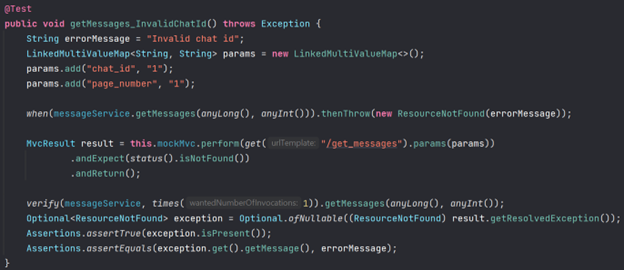 @Test
public void getMessages_InvalidChatId() throws Exception {
    String errorMessage = "Invalid chat id";
    LinkedMultiValueMap<String, String> params = new LinkedMultiValueMap<>();
    params.add("chat_id", "1");
    params.add("page_number", "1");

    when(messageService.getMessages(anyLong(), anyInt())).thenThrow(new ResourceNotFound(errorMessage));

    MvcResult result = this.mockMvc.perform(get( urlTemplate: "/get_messages").params(params))
            .andExpect(status().isNotFound())
            .andReturn();

    verify(messageService, times( wantedNumberOfInvocations: 1)).getMessages(anyLong(), anyInt());
    Optional<ResourceNotFound> exception = Optional.ofNullable((ResourceNotFound) result.getResolvedException());
    Assertions.assertTrue(exception.isPresent());
    Assertions.assertEquals(exception.get().getMessage(), errorMessage);
}